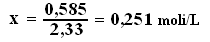 x = 0,585 / 2,33 = 0,251 moli/L